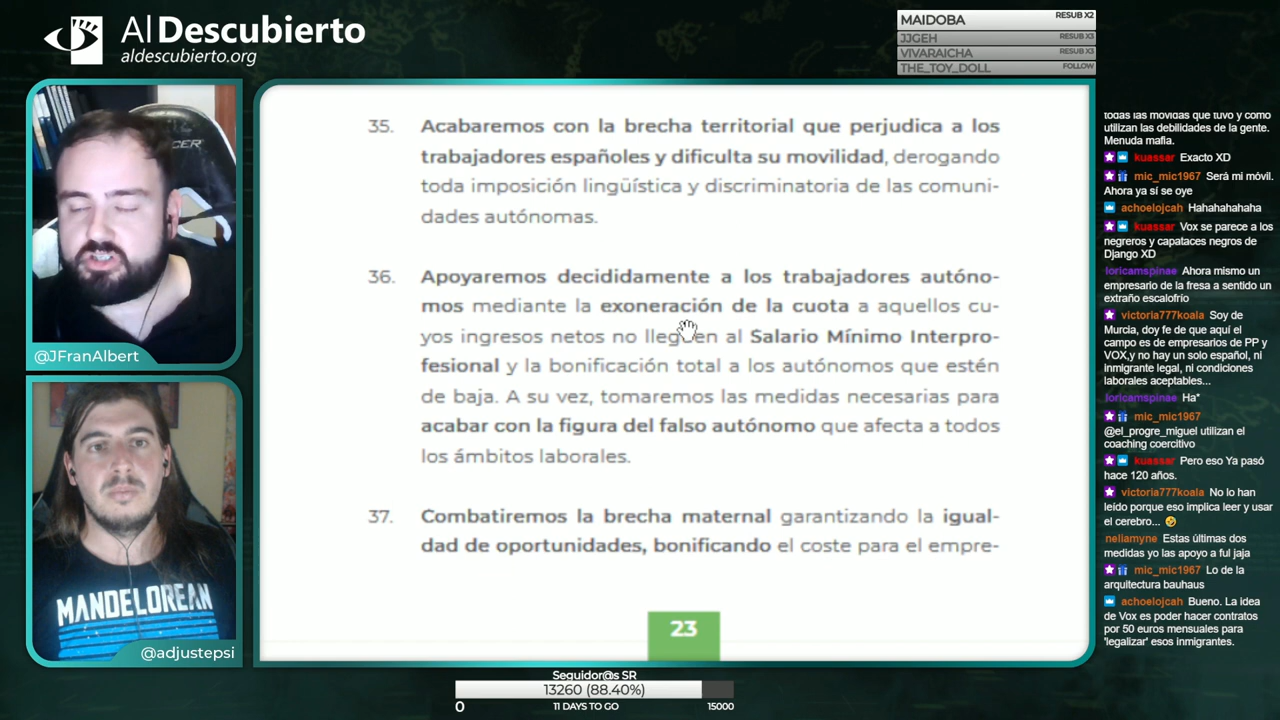 Al Descubierto
aldescubierto.org
MAIDOBA RESUB X2
JJGEH RESUB X3
VIVARAICHA RESUB X3
THE_TOY_DOLL FOLLOW
@JFranAlbert
MANDELOREAN
@adjustepsi
35. Acabaremos con la brecha territorial que perjudica a los
trabajadores españoles y dificulta su movilidad, derogando
toda imposición lingüística y discriminatoria de las comuni-
dades autónomas.
36. Apoyaremos decididamente a los trabajadores autóno-
mos mediante la exoneración de la cuota a aquellos cu-
yos ingresos netos no lleguen al Salario Mínimo Interpro-
fesional y la bonificación total a los autónomos que estén
de baja. A su vez, tomaremos las medidas necesarias para
acabar con la figura del falso autónomo que afecta a todos
los ámbitos laborales.
37. Combatiremos la brecha maternal garantizando la igual-
dad de oportunidades, bonificando el coste para el empre-
23
todas las movidas que tuvo y como
utilizan las debilidades de la gente.
Menuda mafia.
kuassar Exacto XD
mic_mic1967 Será mi móvil.
Ahora ya sí se oye
achoelojcah Hahahahahaha
kuassar Vox se parece a los
negreros y capataces negros de
Django XD
loricamspinae Ahora mismo un
empresario de la fresa a sentido un
extraño escalofrío
victoria777koala Soy de
Murcia, doy fe de que aquí el
campo es de empresarios de PP y
VOX,y no hay un solo español, ni
inmigrante legal, ni condiciones
laborales aceptables...
loricamspinae Ha*
mic_mic1967
@el_progre_miguel utilizan el
coaching coercitivo
kuassar Pero eso Ya pasó
hace 120 años.
victoria777koala No lo han
leído porque eso implica leer y usar
el cerebro... 🤣
neliamyne Estas últimas dos
medidas yo las apoyo a ful jaja
mic_mic1967 Lo de la
arquitectura bauhaus
achoelojcah Bueno. La idea
de Vox es poder hacer contratos
por 50 euros mensuales para
'legalizar' esos inmigrantes.
Seguidor@s SR
13260 (88.40%)
0 11 DAYS TO GO 15000